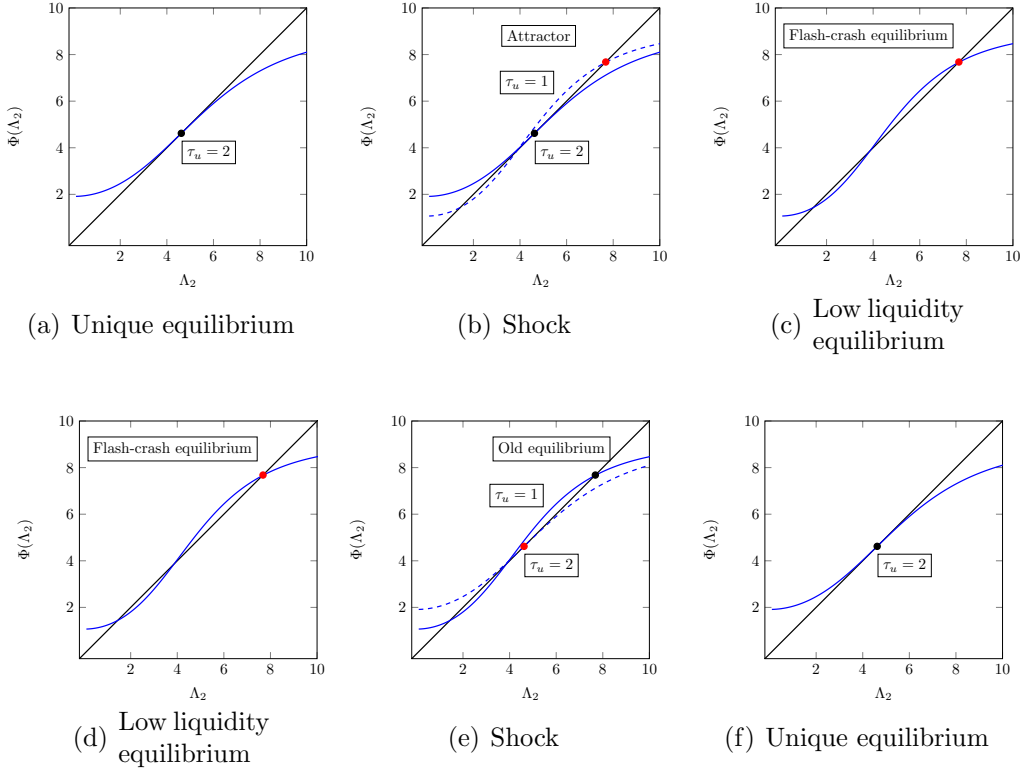 10
8
6
4
2
Φ(Λ₂)
τᵤ = 2
2 4 6 8 10
Λ₂
(a) Unique equilibrium
10
8
6
4
2
Φ(Λ₂)
Attractor
τᵤ = 1
τᵤ = 2
2 4 6 8 10
Λ₂
(b) Shock
10
8
6
4
2
Φ(Λ₂)
Flash-crash equilibrium
2 4 6 8 10
Λ₂
(c) Low liquidity
equilibrium
10
8
6
4
2
Φ(Λ₂)
Flash-crash equilibrium
2 4 6 8 10
Λ₂
(d) Low liquidity
equilibrium
10
8
6
4
2
Φ(Λ₂)
Old equilibrium
τᵤ = 1
τᵤ = 2
2 4 6 8 10
Λ₂
(e) Shock
10
8
6
4
2
Φ(Λ₂)
τᵤ = 2
2 4 6 8 10
Λ₂
(f) Unique equilibrium